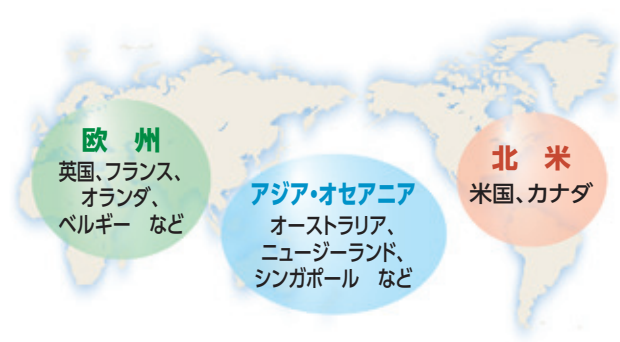 欧 州
英国、フランス、
オランダ、
ベルギー など
アジア・オセアニア
オーストラリア、
ニュージーランド、
シンガポール など
北 米
米国、カナダ